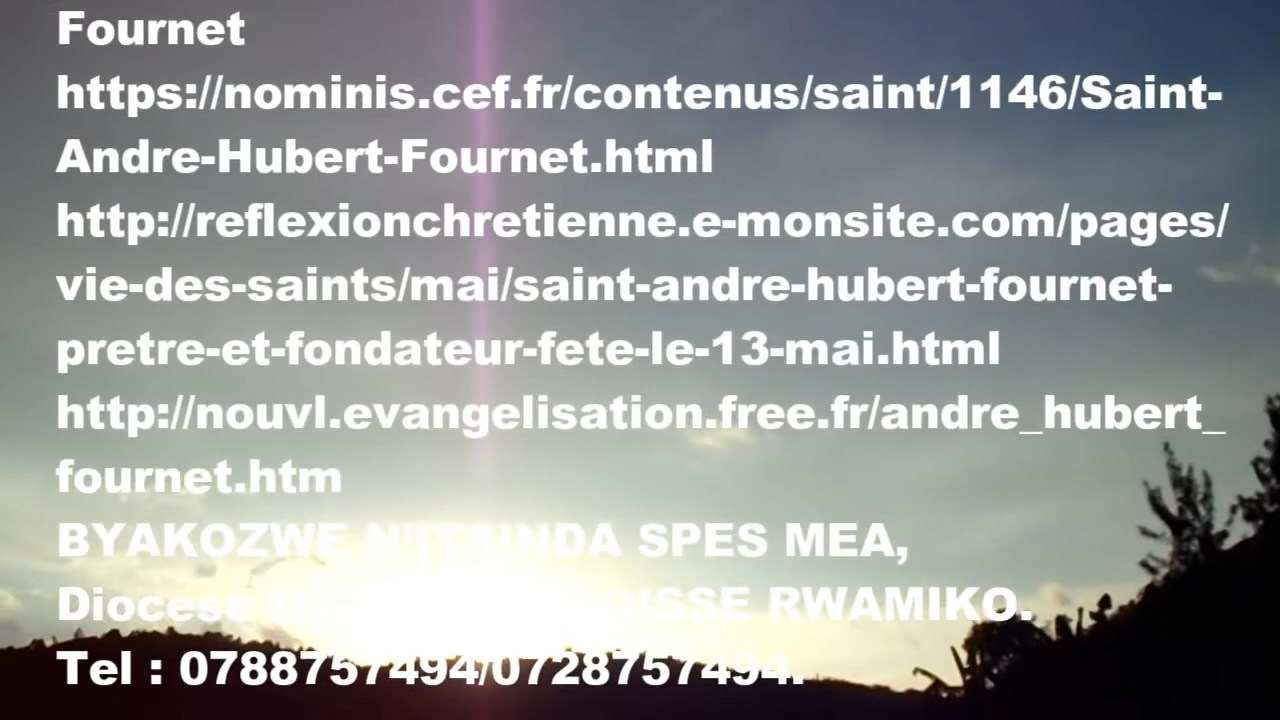 Fournet
https://nominis.cef.fr/contenus/saint/1146/Saint-
Andre-Hubert-Fournet.html
http://reflexionchretienne.e-monsite.com/pages/
vie-des-saints/mai/saint-andre-hubert-fournet-
pretre-et-fondateur-fete-le-13-mai.html
http://nouvl.evangelisation.free.fr/andre_hubert_
fournet.htm
BYAKOZWE N'ITSINDA SPES MEA,
Diocese RWAMIKO.
Tel : 0788757494/0728757494.